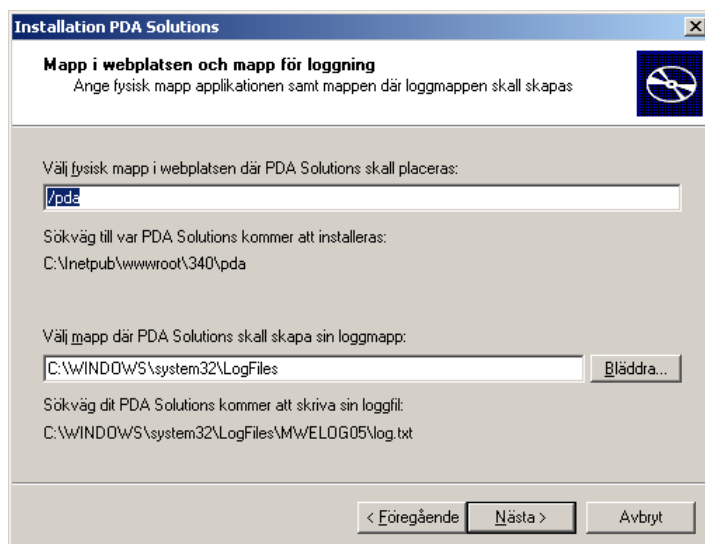 Installation PDA Solutions
Mapp i webplatsen och mapp för loggning
Ange fysisk mapp applikationen samt mappen där loggmappen skall skapas
Välj fysisk mapp i webplatsen där PDA Solutions skall placeras:
/pda
Sökväg till var PDA Solutions kommer att installeras:
C:\Inetpub\wwwroot\340\pda
Välj mapp där PDA Solutions skall skapa sin loggmapp:
C:\WINDOWS\system32\LogFiles
Bläddra...
Sökväg dit PDA Solutions kommer att skriva sin loggfil:
C:\WINDOWS\system32\LogFiles\MWELOG05\log.txt
< Föregående Nästa > Avbryt